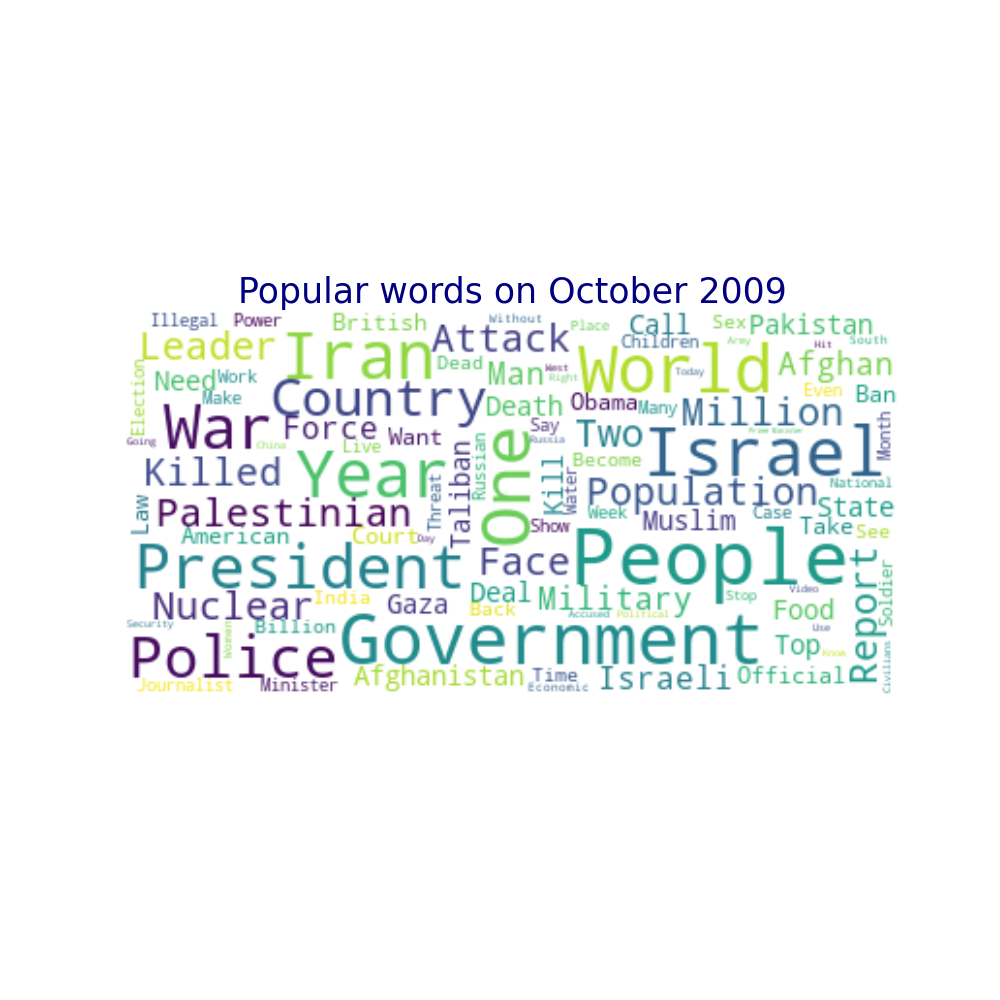 Popular words on October 2009
Illegal
Power
British
Without
Place
Call
Sex
Pakistan
Leader
Iran
Attack
Children
Army
Hit
South
Election
Need
Work
Dead
Man
West
Right
World
Today
Afghan
Make
Country
Death
Obama
Many
Million
Even
Ban
Going
War
Force
China
Live
Want
Say
Russia
Two
Prime Minister
Month
Killed
Year
Taliban
Russian
One
Kill
Water
Become
Israel
National
Law
Palestinian
Threat
Population
Week
Muslim
Case
State
Take
See
American
Court
Day
Show
President
Face
People
Report
Soldier
Nuclear
India
Gaza
Deal
Back
Military
Accused
Political
Stop
Video
Food
Use
Security
Women
Billion
Government
Top
Know
Civilians
Police
Afghanistan
Time
Israeli
Official
Journalist
Minister
Economic